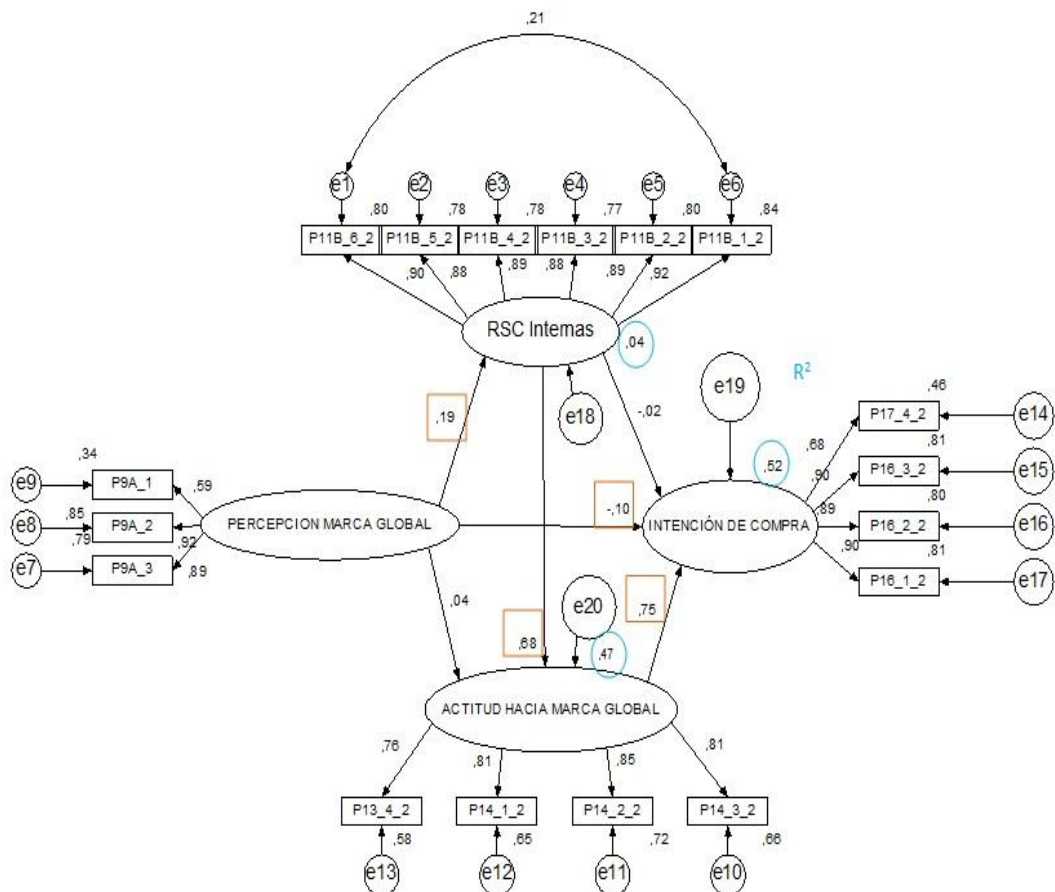 ,21
e1 e2 e3 e4 e5 e6
,80 ,78 ,78 ,77 ,80 ,84
P11B_6_2 P11B_5_2 P11B_4_2 P11B_3_2 P11B_2_2 P11B_1_2
,90 ,88 ,89 ,88 ,89 ,92
RSC Internas
,04
e19
R²
e18
,19
-,02
,46
P17_4_2 e14
,68
,81
,52
,90
P16_3_2 e15
,80
,89
P16_2_2 e16
,81
,90
P16_1_2 e17
INTENCIÓN DE COMPRA
,34
e9 P9A_1
,59
,85
e8 P9A_2
,92
,79
e7 P9A_3
,89
PERCEPCION MARCA GLOBAL
-,10
,04
e20
,75
,68
,47
ACTITUD HACIA MARCA GLOBAL
,76 ,81 ,85 ,81
P13_4_2 P14_1_2 P14_2_2 P14_3_2
,58 ,65 ,72 ,66
e13 e12 e11 e10